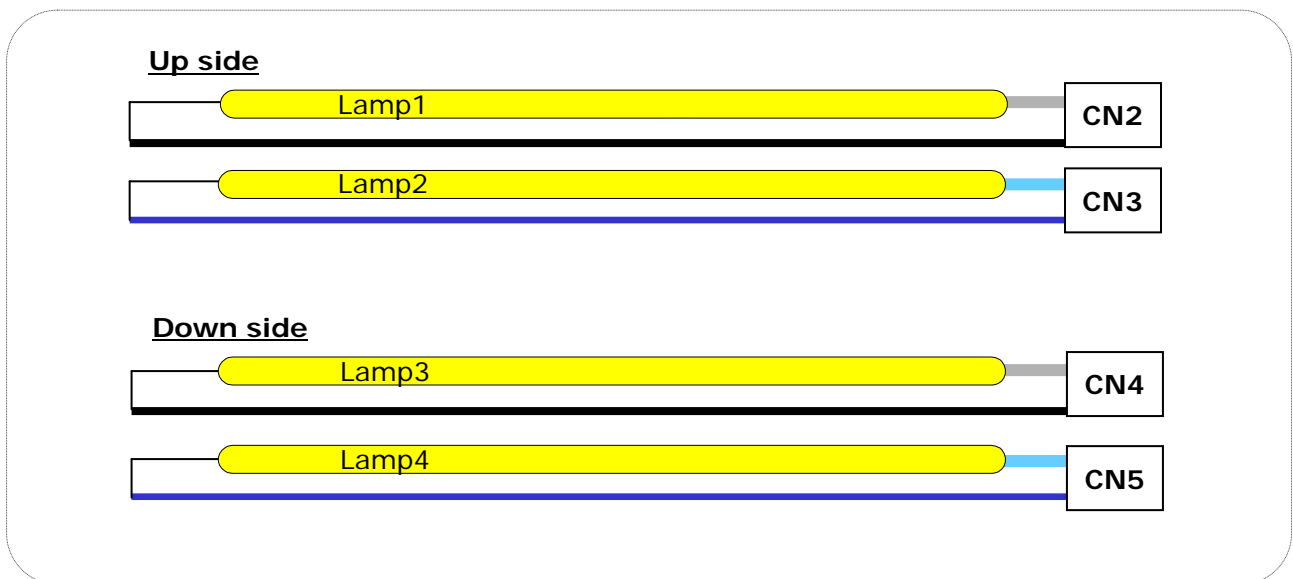 Up side
Lamp1
CN2
Lamp2
CN3
Down side
Lamp3
CN4
Lamp4
CN5